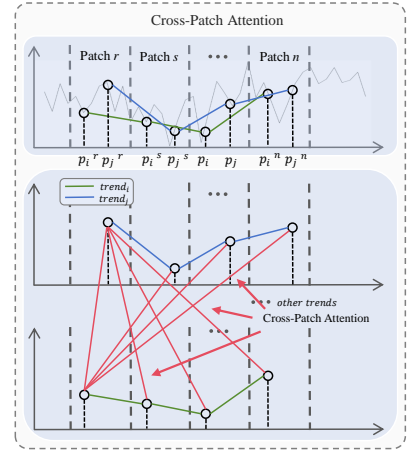 Cross-Patch Attention
Patch r Patch s ••• Patch n
p_i^r p_j^r p_i^s p_j^s p_i p_j p_i^n p_j^n
trend_i
trend_j
•••
••• other trends
Cross-Patch Attention
•••